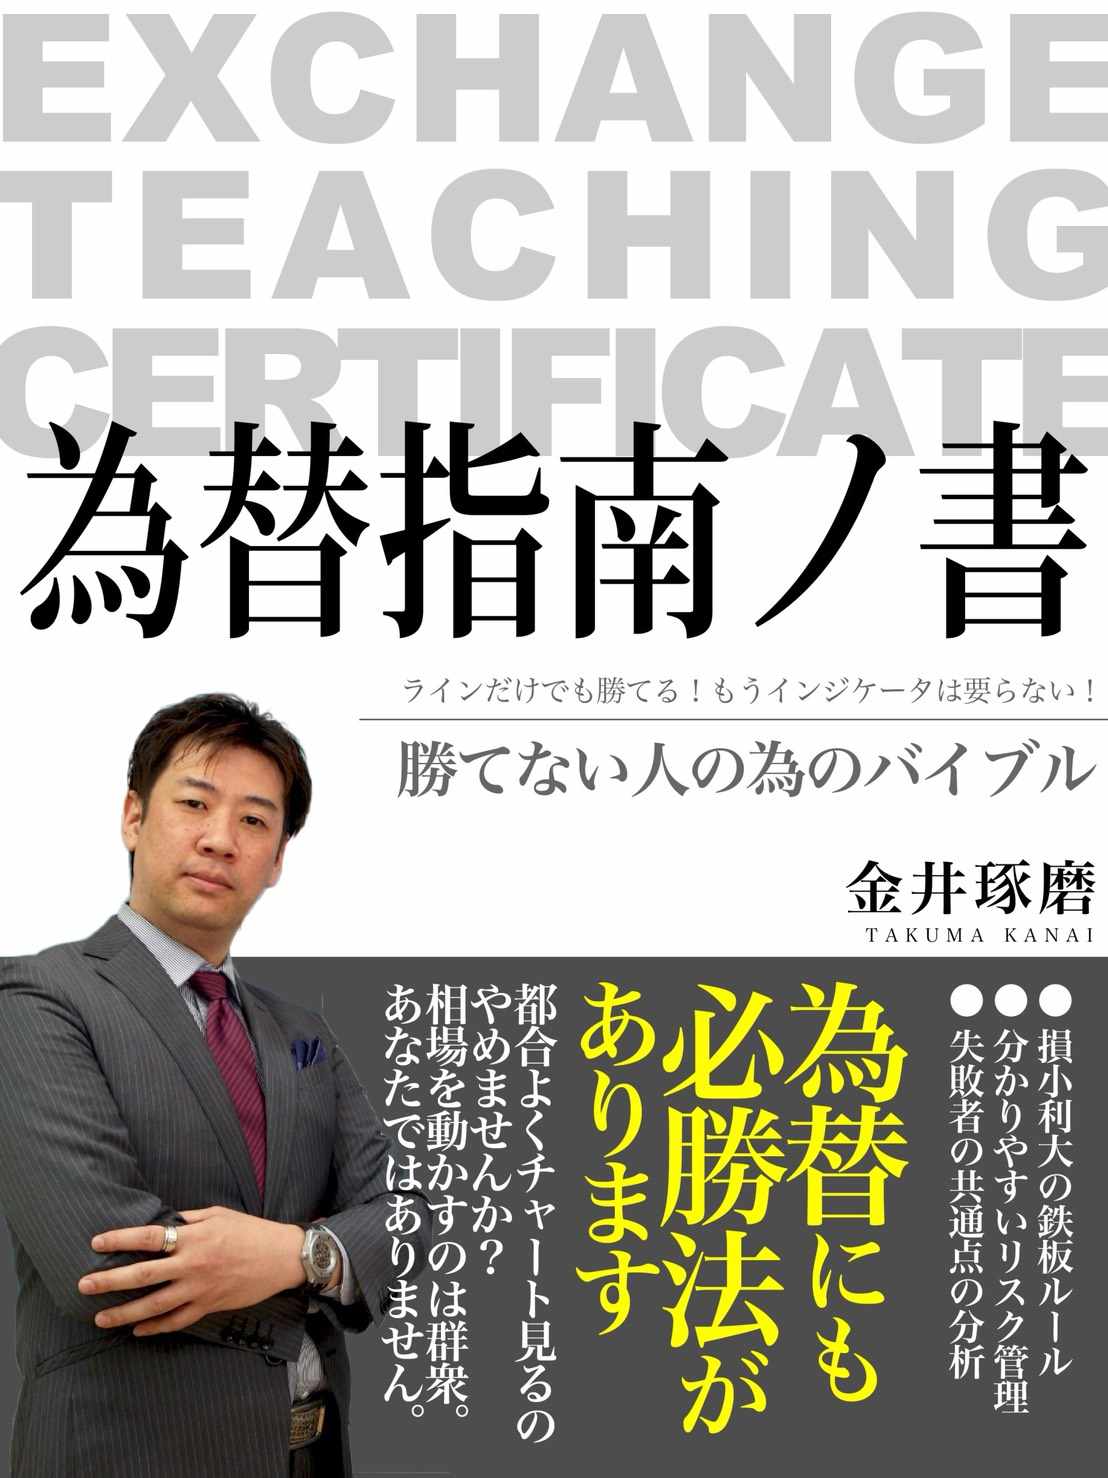 EXCHANGE
TEACHING
CERTIFICATE
為替指南ノ書
ラインだけでも勝てる！もうインジケータは要らない！
勝てない人の為のバイブル
金井琢磨
TAKUMA KANAI
●損小利大の鉄板ルール
●分かりやすいリスク管理
●失敗者の共通点の分析
為替にも
必勝法が
あります
都合よくチャート見るの
やめませんか？
相場を動かすのは群衆。
あなたではありません。